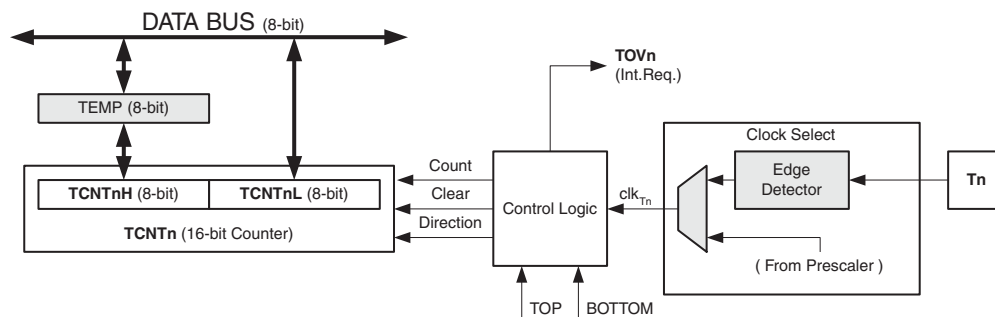 DATA BUS (8-bit)
TOVn
(Int.Req.)
TEMP (8-bit)
Clock Select
Count
Edge
Detector
Tn
TCNTnH (8-bit) TCNTnL (8-bit)
Clear
Control Logic
clkTn
Direction
TCNTn (16-bit Counter)
( From Prescaler )
TOP
BOTTOM